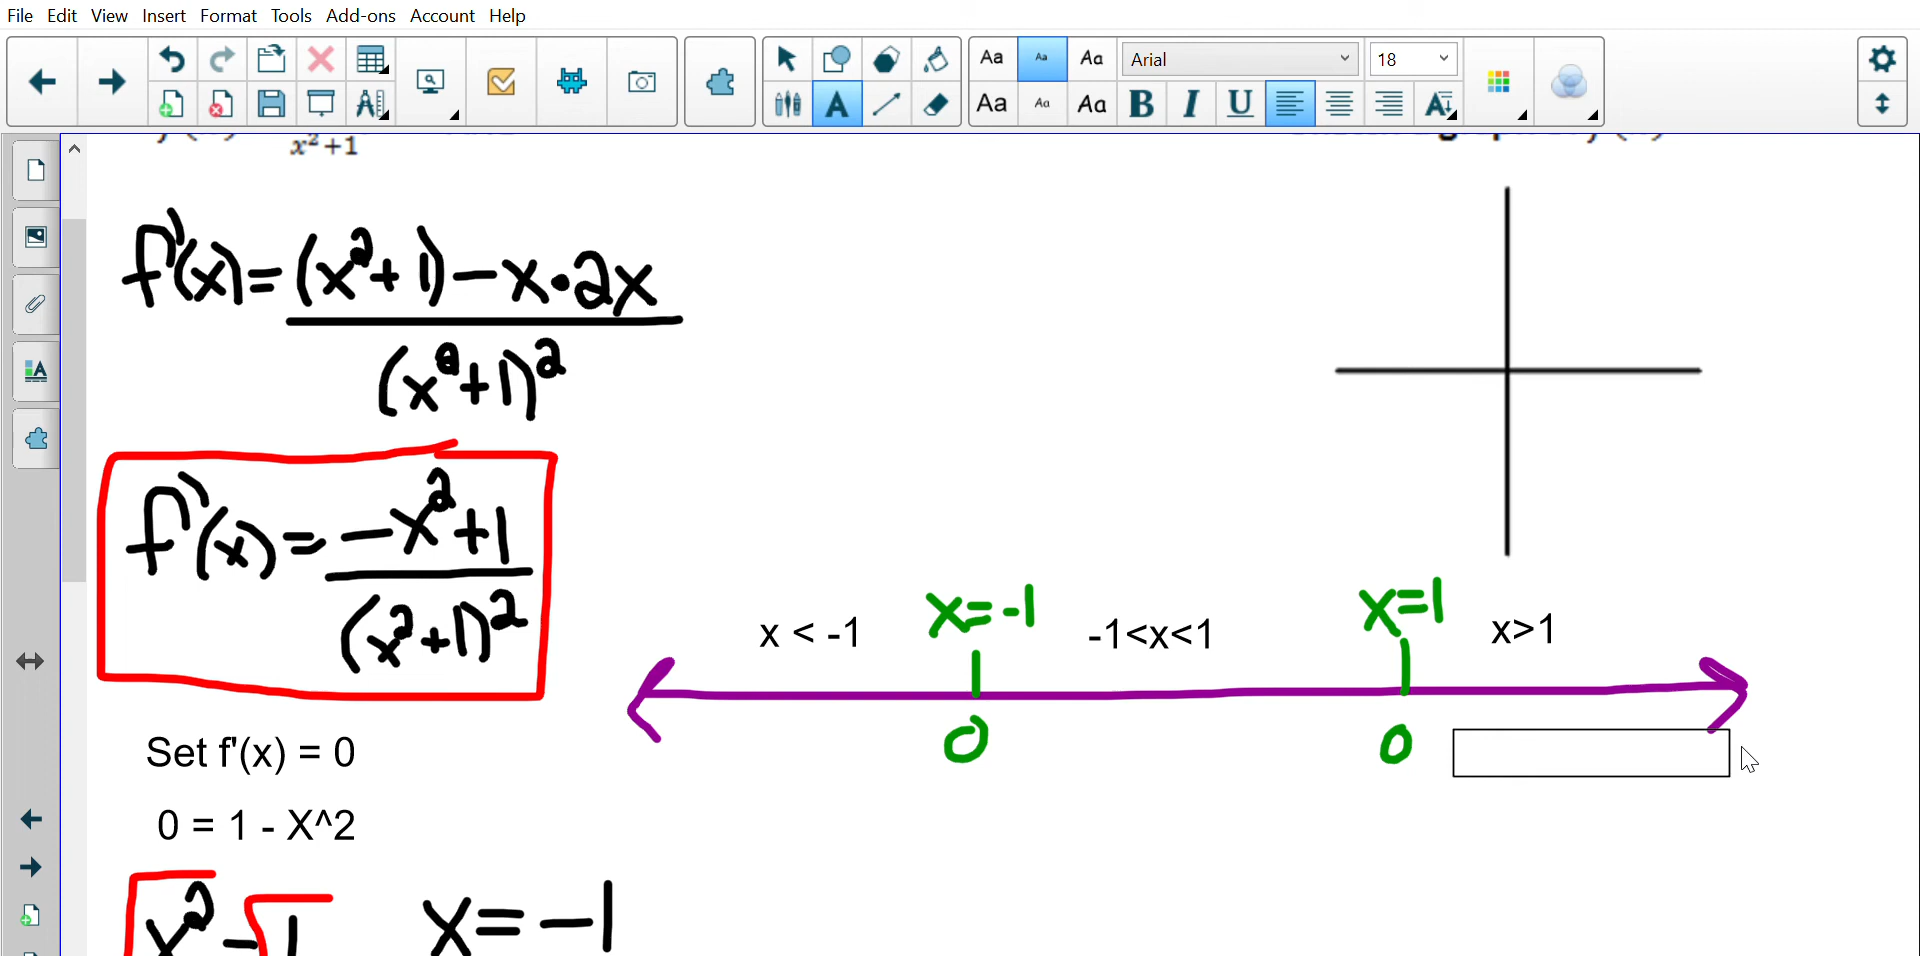 File Edit View Insert Format Tools Add-ons Account Help
Aa Aa Aa Arial 18
A Aa Aa Aa B I U A
x²+1
f'(x)=(x²+1)-x•2x
(x²+1)²
f'(x)=-x²+1
(x²+1)²
x < -1 x=-1 -1<x<1 x=1 x>1
0 0
Set f'(x) = 0
0 = 1 - X^2
x² = 1 x=-1